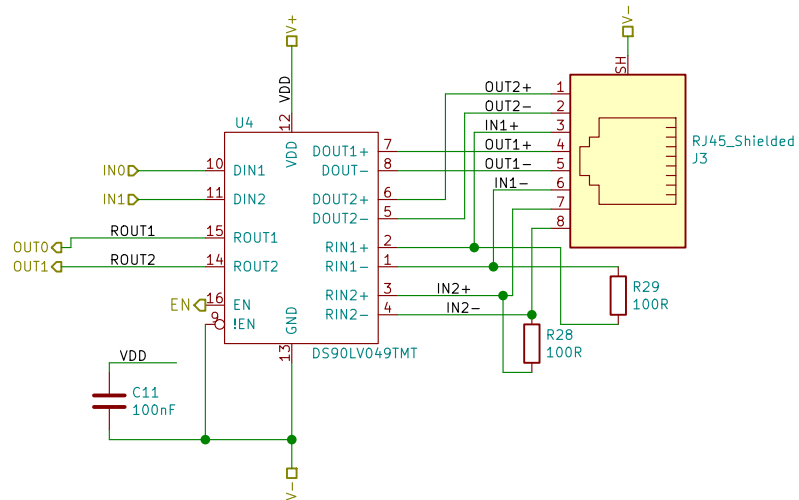 V+
V-
VDD
12
SH
U4
VDD
OUT2+ 1
OUT2- 2
IN1+ 3
OUT1+ 4
OUT1- 5
IN1- 6
7
8
RJ45_Shielded
J3
IN0 10 DIN1
IN1 11 DIN2
OUT0 ROUT1 15 ROUT1
OUT1 ROUT2 14 ROUT2
EN 16 EN
9 !EN
DOUT1+ 7
DOUT- 8
DOUT2+ 6
DOUT2- 5
RIN1+ 2
RIN1- 1
RIN2+ 3 IN2+
RIN2- 4 IN2-
GND
13
DS90LV049TMT
R29
100R
R28
100R
VDD
C11
100nF
V-